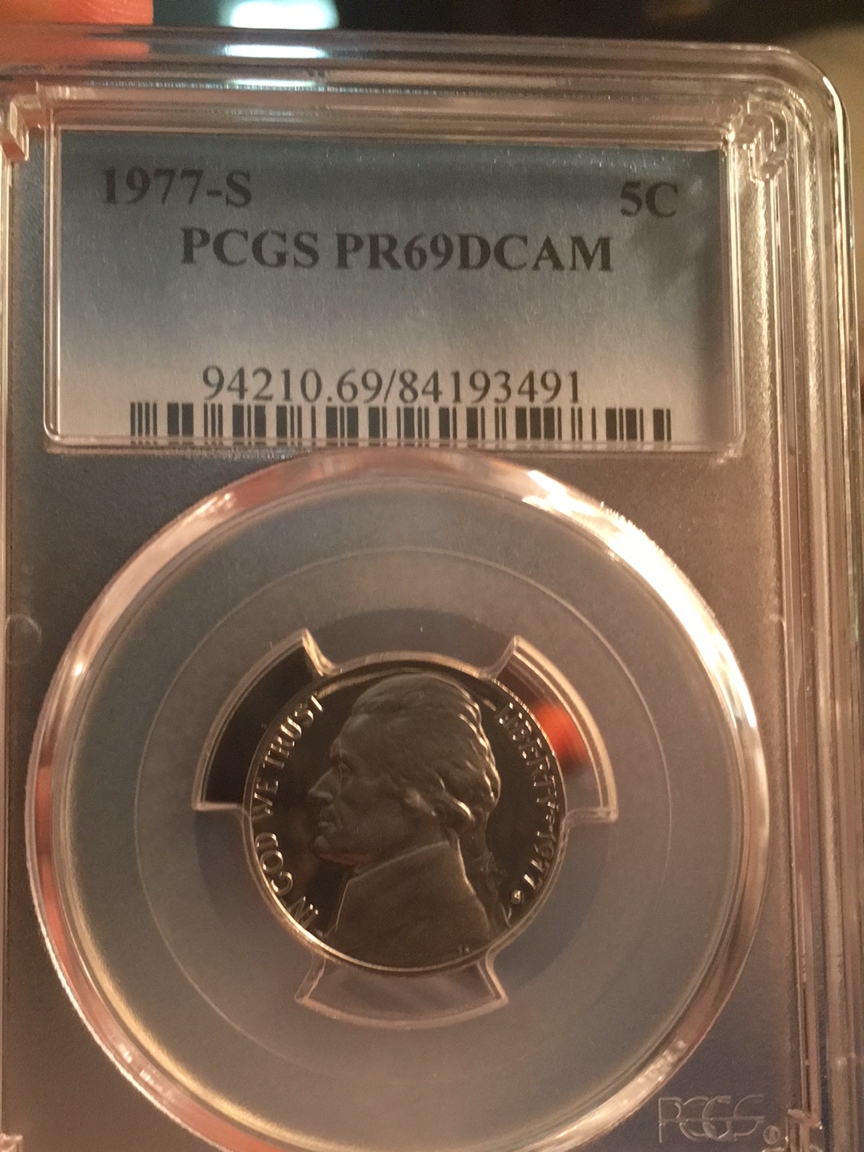 1977-S 5C
PCGS PR69DCAM
94210.69/84193491
IN GOD WE TRUST
LIBERTY 1977
PCGS